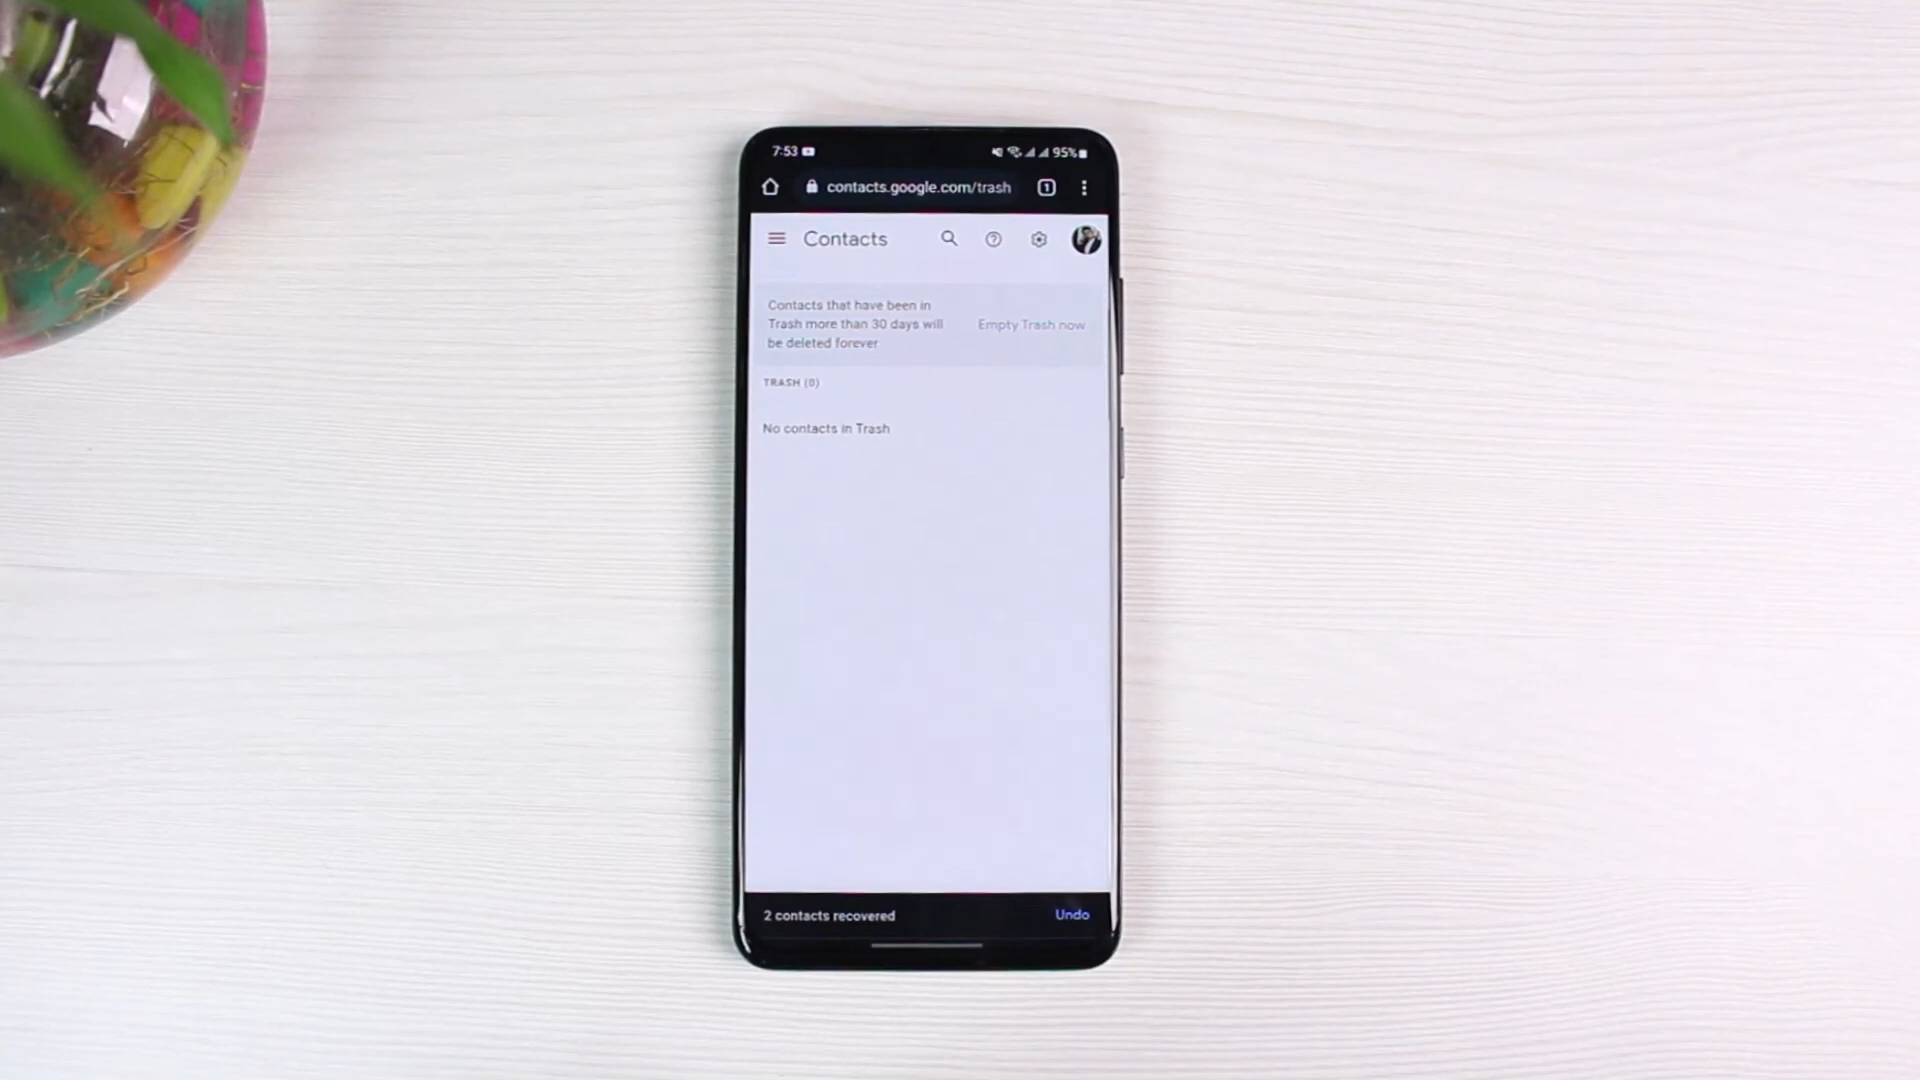 7:53 95%
contacts.google.com/trash 1
Contacts
Contacts that have been in
Trash more than 30 days will
be deleted forever
Empty Trash now
TRASH (0)
No contacts in Trash
2 contacts recovered Undo